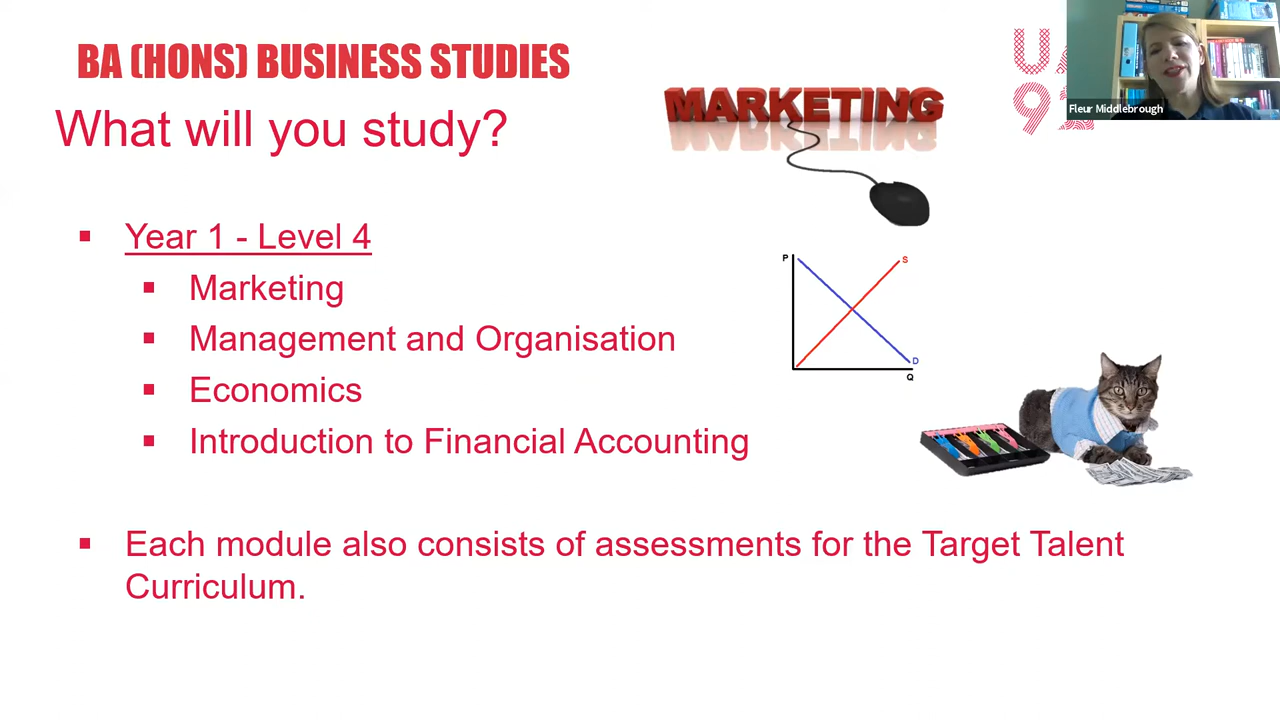 BA (HONS) BUSINESS STUDIES
What will you study?
MARKETING
Fleur Middlebrough
Year 1 - Level 4
Marketing
Management and Organisation
Economics
Introduction to Financial Accounting
P
S
D
Q
Each module also consists of assessments for the Target Talent
Curriculum.